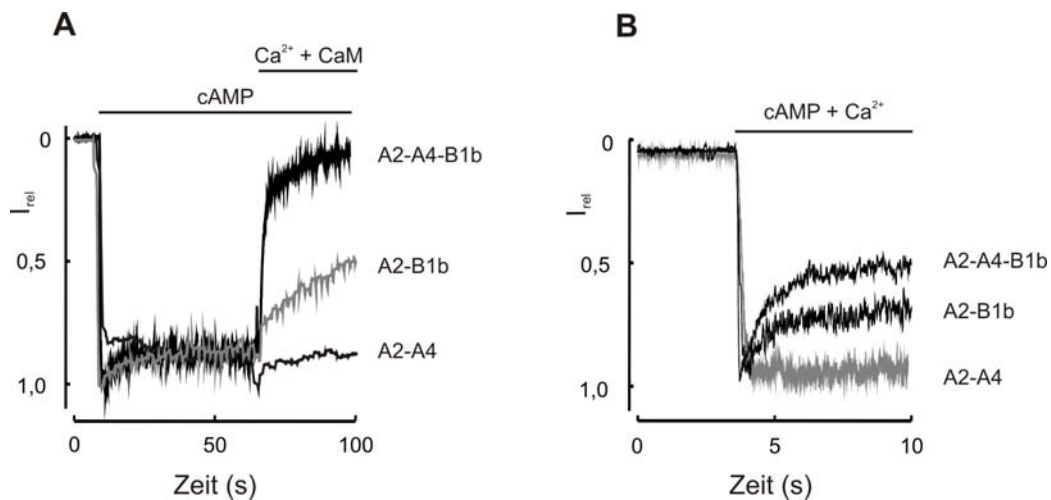 A
Ca²⁺ + CaM
cAMP
0
0,5
1,0
I_rel
A2-A4-B1b
A2-B1b
A2-A4
0 50 100
Zeit (s)
B
cAMP + Ca²⁺
0
0,5
1,0
I_rel
A2-A4-B1b
A2-B1b
A2-A4
0 5 10
Zeit (s)